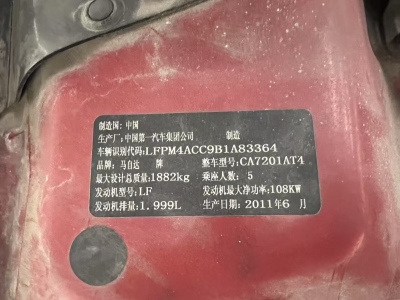 制造国: 中国
生产厂: 中国第一汽车集团公司 制造
车辆识别代码: LFPM4ACC9B1A83364
品牌: 马自达 牌 整车型号: CA7201AT4
最大设计总质量: 1882kg 乘座人数: 5
发动机型号: LF 发动机最大净功率: 108KW
发动机排量: 1.999L 生产日期: 2011年6 月